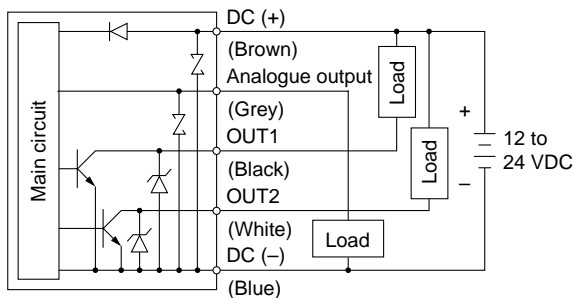 Main circuit
DC (+)
(Brown)
Analogue output
(Grey)
OUT1
(Black)
OUT2
(White)
DC (–)
(Blue)
Load
Load
Load
+
–
12 to
24 VDC